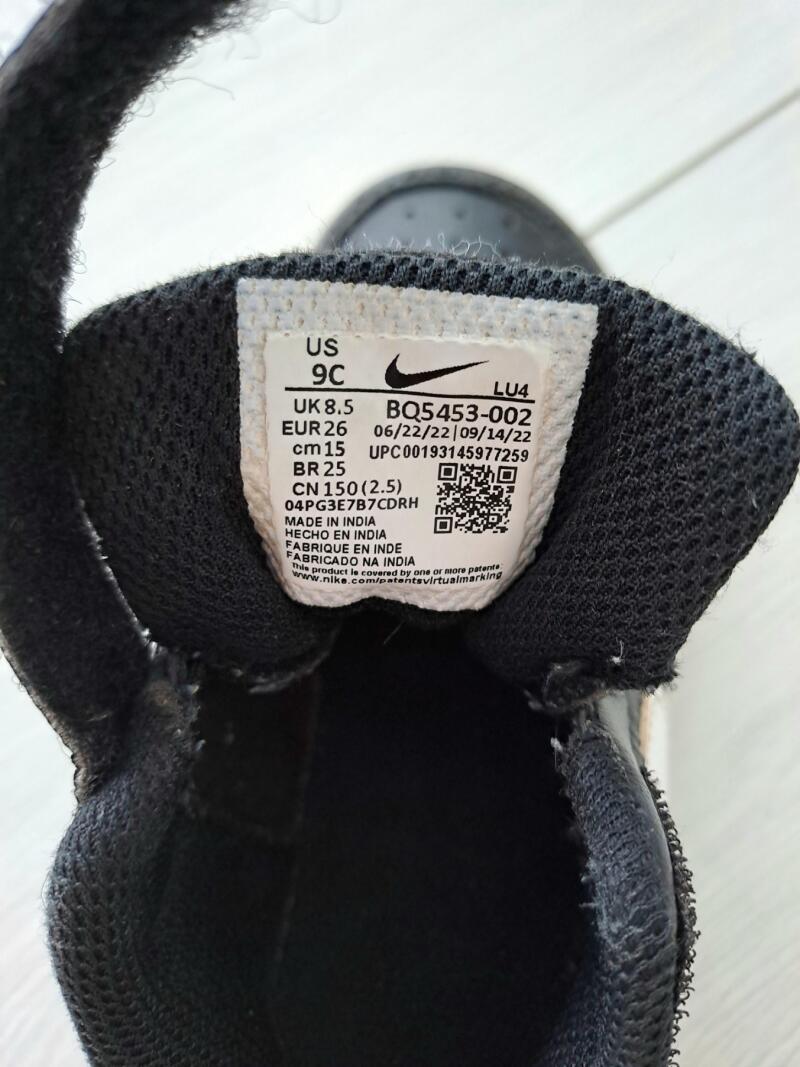 US
9C
LU4
UK 8.5
BQ5453-002
EUR 26
06/22/22|09/14/22
cm 15
UPC00193145977259
BR 25
CN 150 (2.5)
04PG3E7B7CDRH
MADE IN INDIA
HECHO EN INDIA
FABRIQUE EN INDE
FABRICADO NA INDIA
This product is covered by one or more patents:
www.nike.com/patentsvirtualmarking